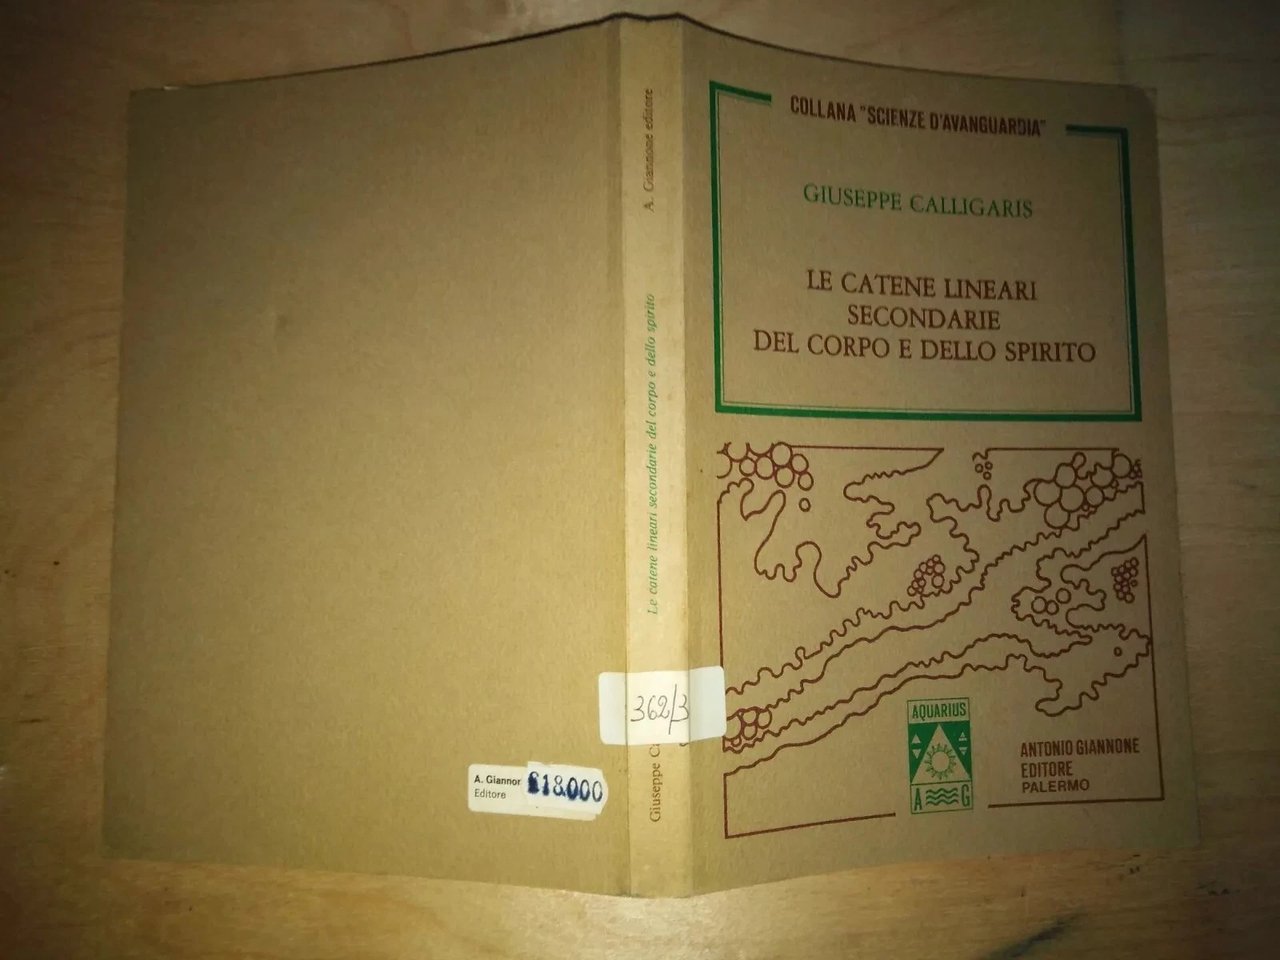 COLLANA "SCIENZE D'AVANGUARDIA"
GIUSEPPE CALLIGARIS
LE CATENE LINEARI
SECONDARIE
DEL CORPO E DELLO SPIRITO
AQUARIUS
A G
ANTONIO GIANNONE
EDITORE
PALERMO
A. Giannone editore
Le catene lineari secondarie del corpo e dello spirito
Giuseppe
362/3
A. Giannon
Editore
£18.000